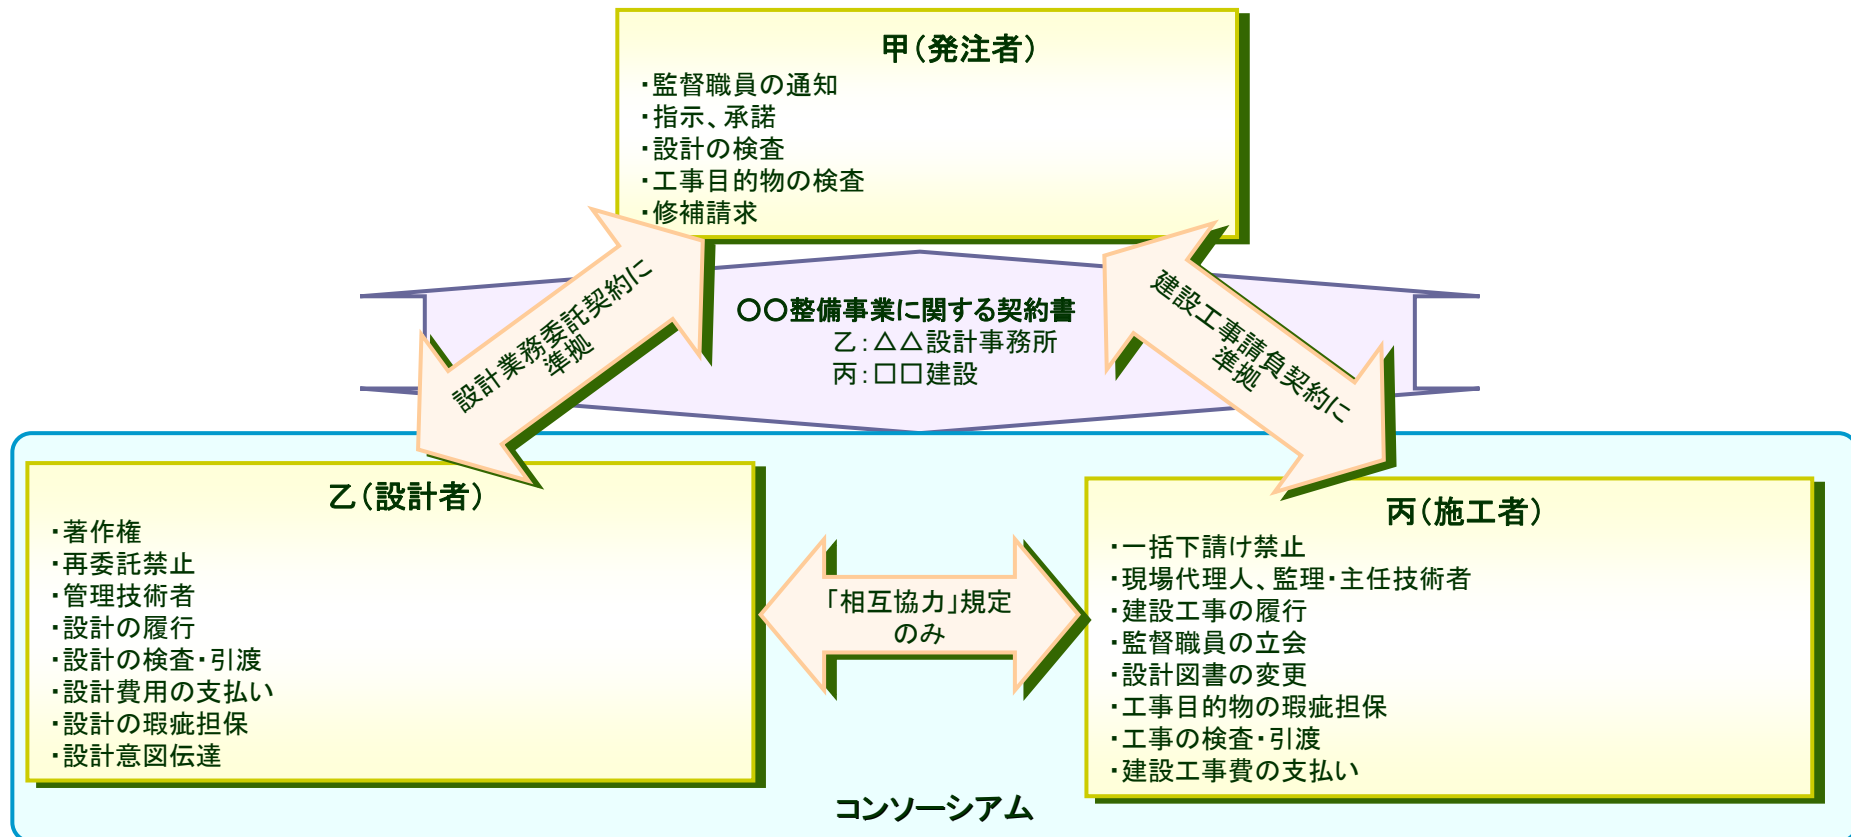 甲（発注者）
・監督職員の通知
・指示、承諾
・設計の検査
・工事目的物の検査
・修補請求
設計業務委託契約に
準拠
〇〇整備事業に関する契約書
乙：△△設計事務所
丙：□□建設
建設工事請負契約に
準拠
乙（設計者）
・著作権
・再委託禁止
・管理技術者
・設計の履行
・設計の検査・引渡
・設計費用の支払い
・設計の瑕疵担保
・設計意図伝達
「相互協力」規定
のみ
丙（施工者）
・一括下請け禁止
・現場代理人、監理・主任技術者
・建設工事の履行
・監督職員の立会
・設計図書の変更
・工事目的物の瑕疵担保
・工事の検査・引渡
・建設工事費の支払い
コンソーシアム